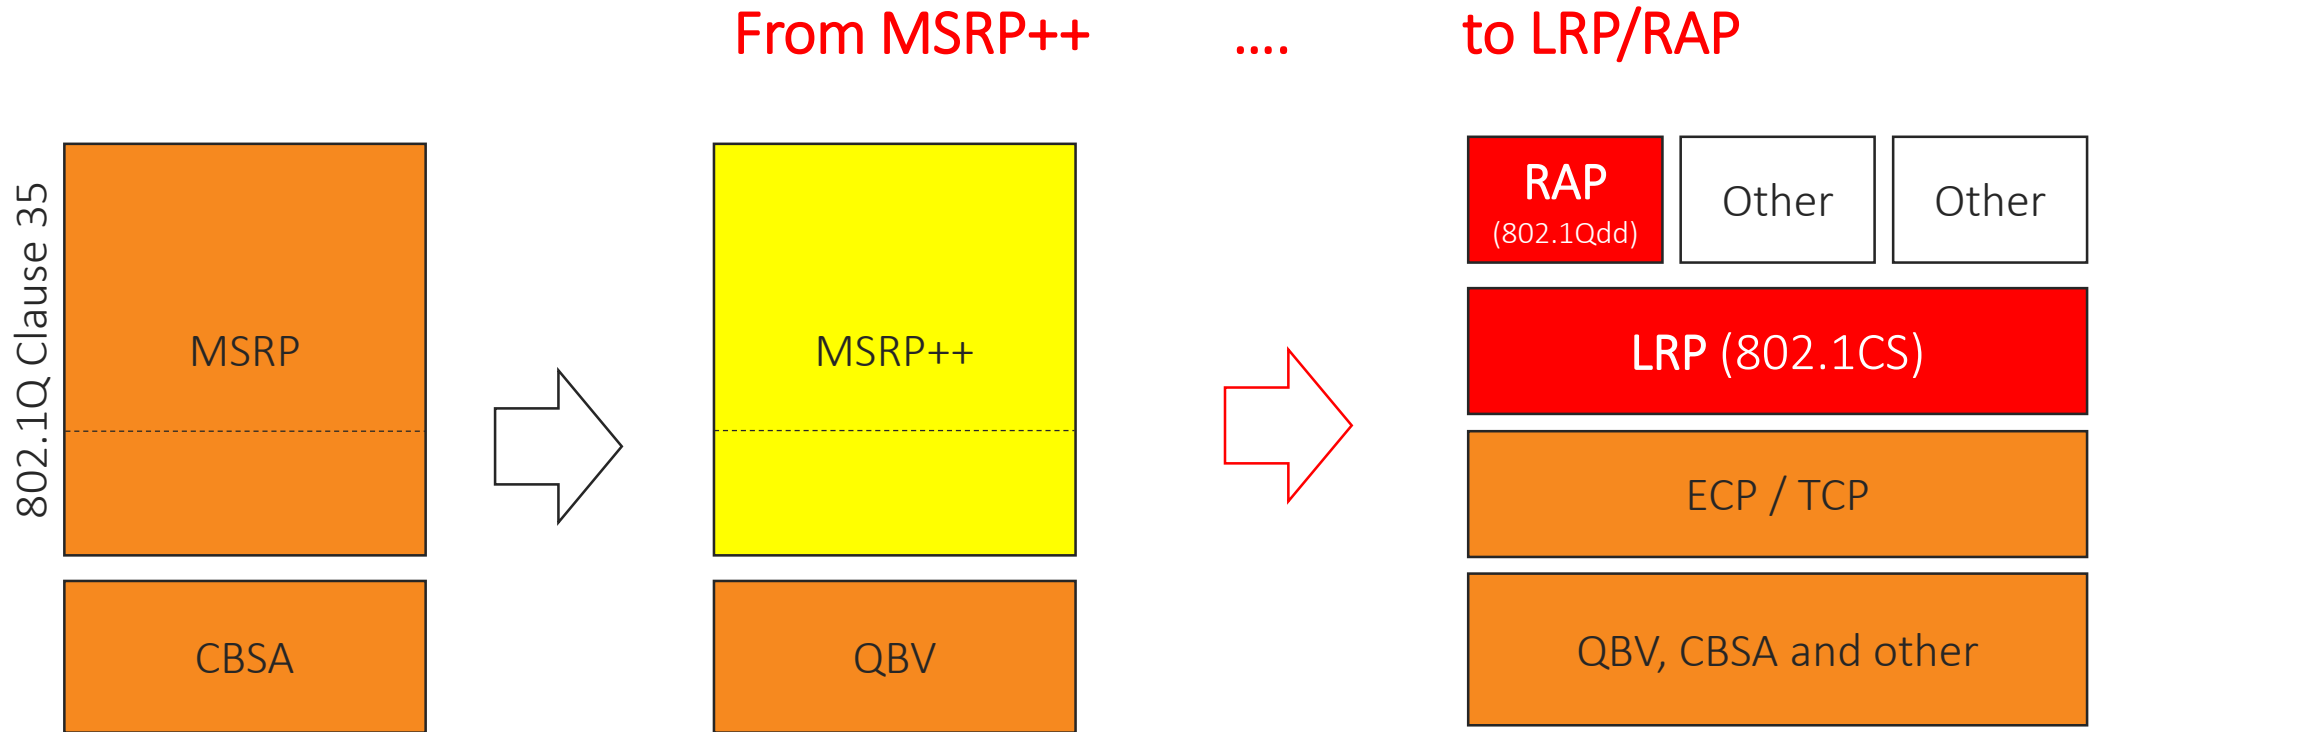 From MSRP++ .... to LRP/RAP
802.1Q Clause 35
MSRP
CBSA
MSRP++
QBV
RAP
(802.1Qdd)
Other
Other
LRP (802.1CS)
ECP / TCP
QBV, CBSA and other